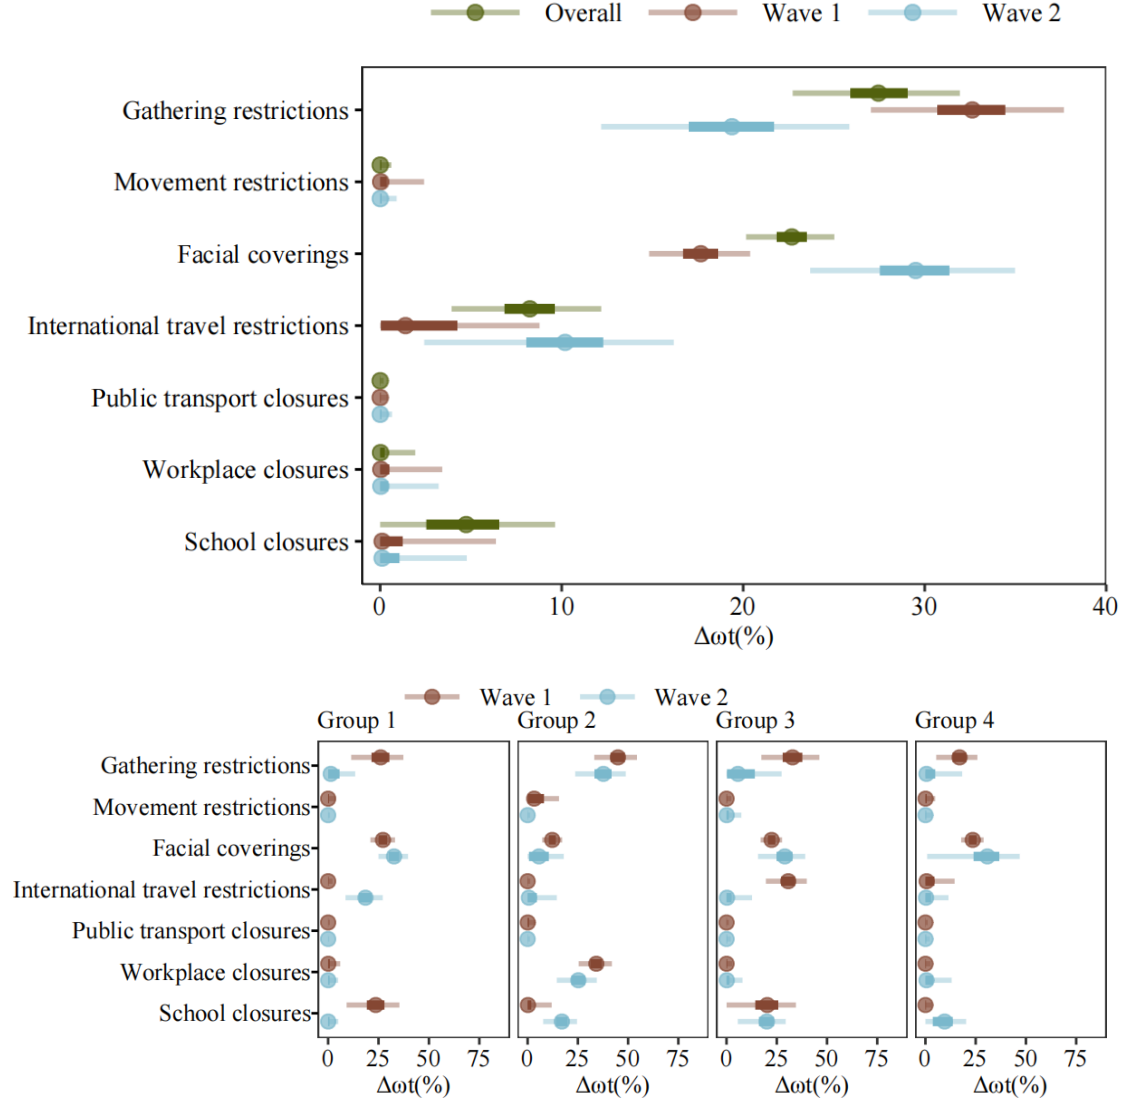 Overall Wave 1 Wave 2
Gathering restrictions
Movement restrictions
Facial coverings
International travel restrictions
Public transport closures
Workplace closures
School closures
0 10 20 30 40
Δωt(%)
Wave 1 Wave 2
Group 1 Group 2 Group 3 Group 4
Gathering restrictions
Movement restrictions
Facial coverings
International travel restrictions
Public transport closures
Workplace closures
School closures
0 25 50 75 0 25 50 75 0 25 50 75 0 25 50 75
Δωt(%) Δωt(%) Δωt(%) Δωt(%)